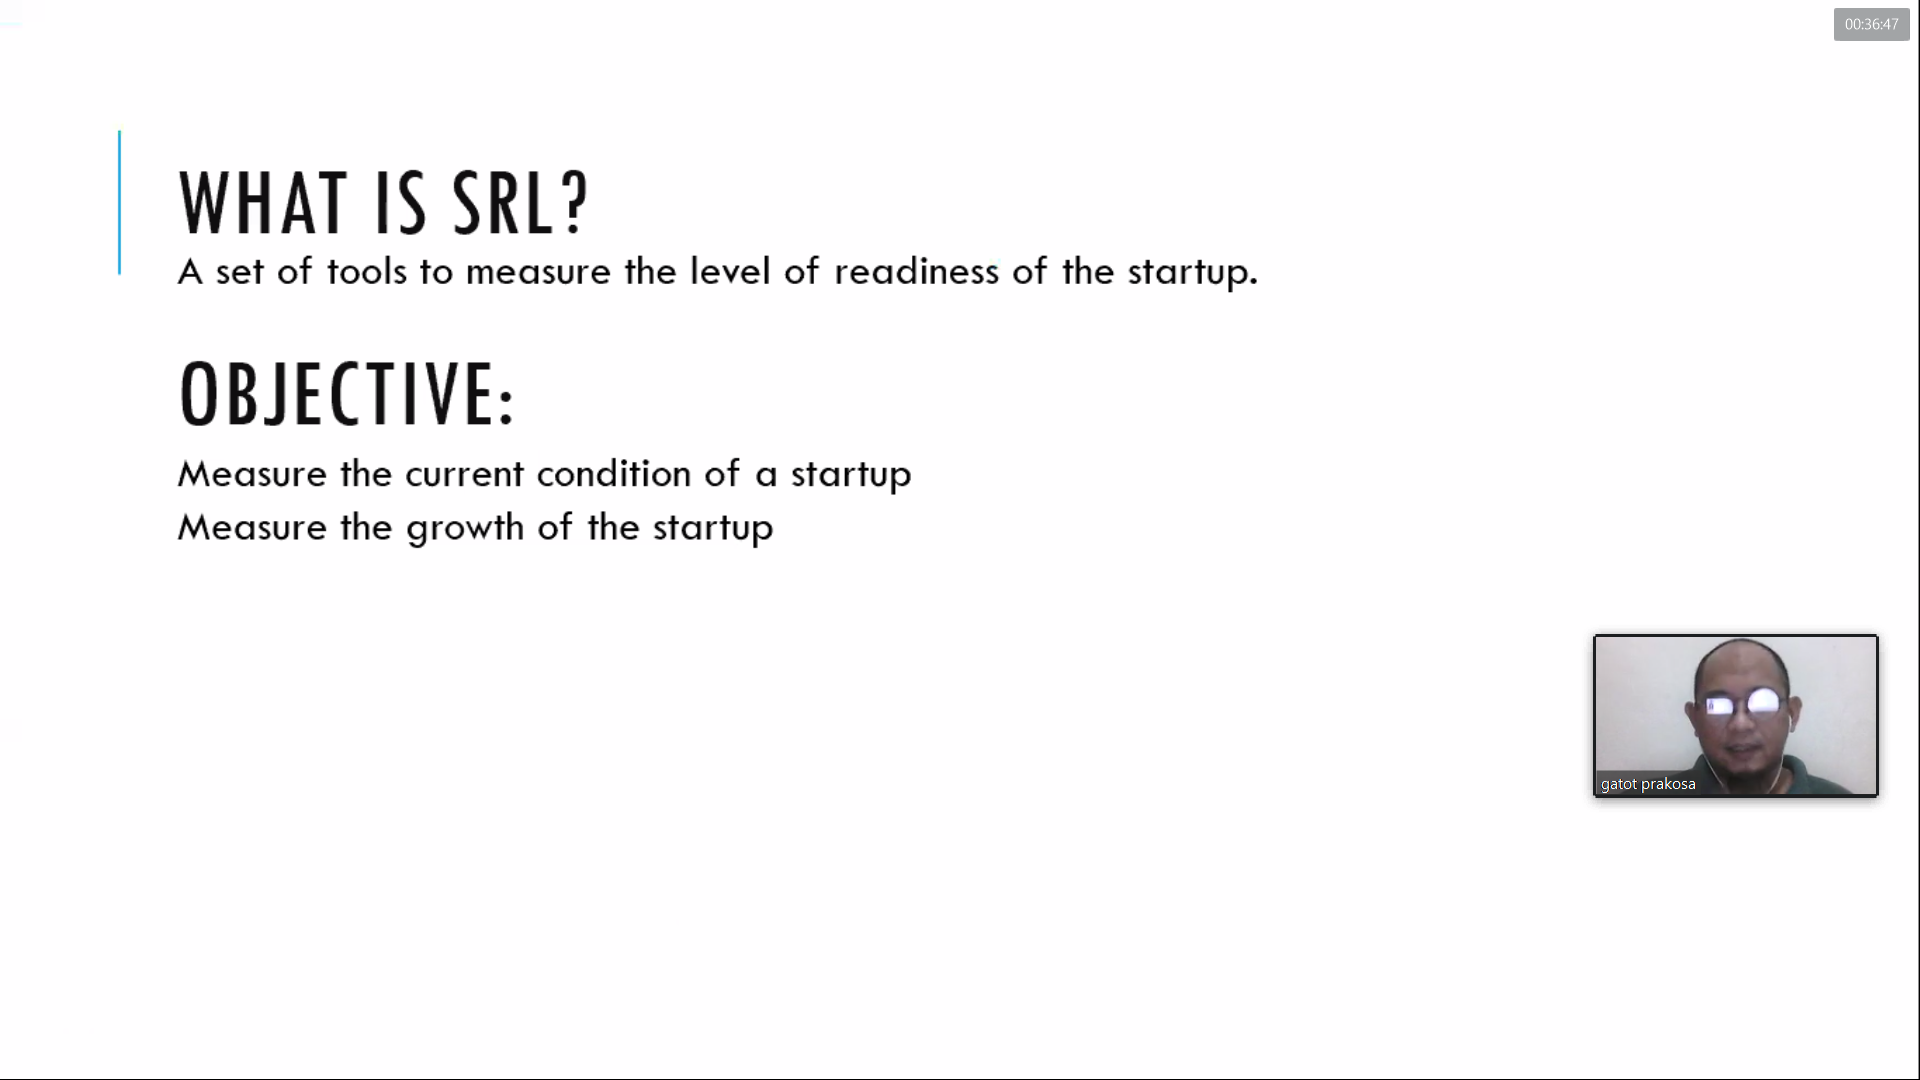 00:36:47
WHAT IS SRL?
A set of tools to measure the level of readiness of the startup.
OBJECTIVE:
Measure the current condition of a startup
Measure the growth of the startup
gatot prakosa